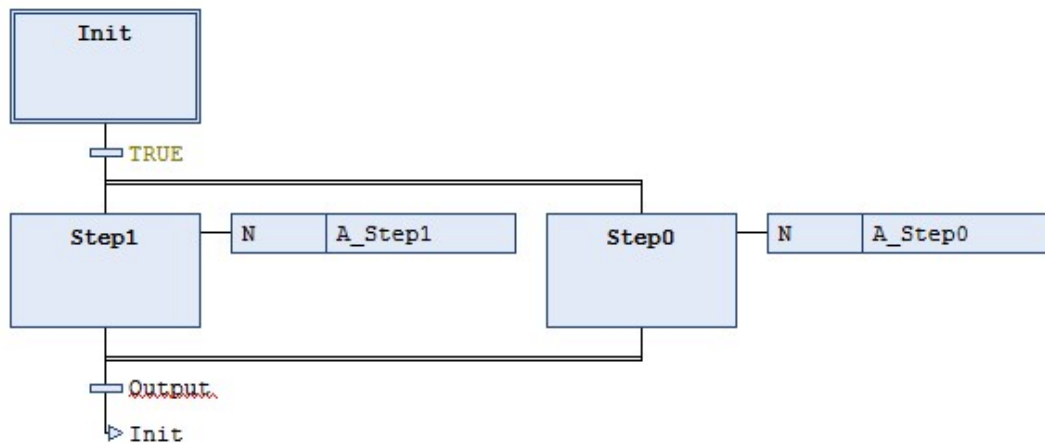 Init
TRUE
Step1 N A_Step1 Step0 N A_Step0
Output
Init